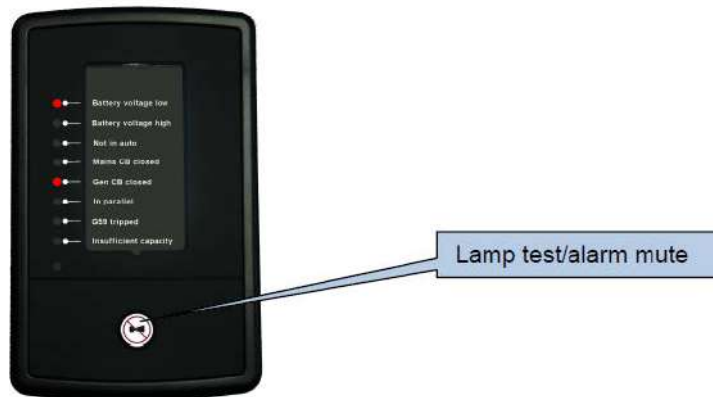 Battery voltage low
Battery voltage high
Not in auto
Mains CB closed
Gen CB closed
In parallel
G59 tripped
Insufficient capacity
Lamp test/alarm mute